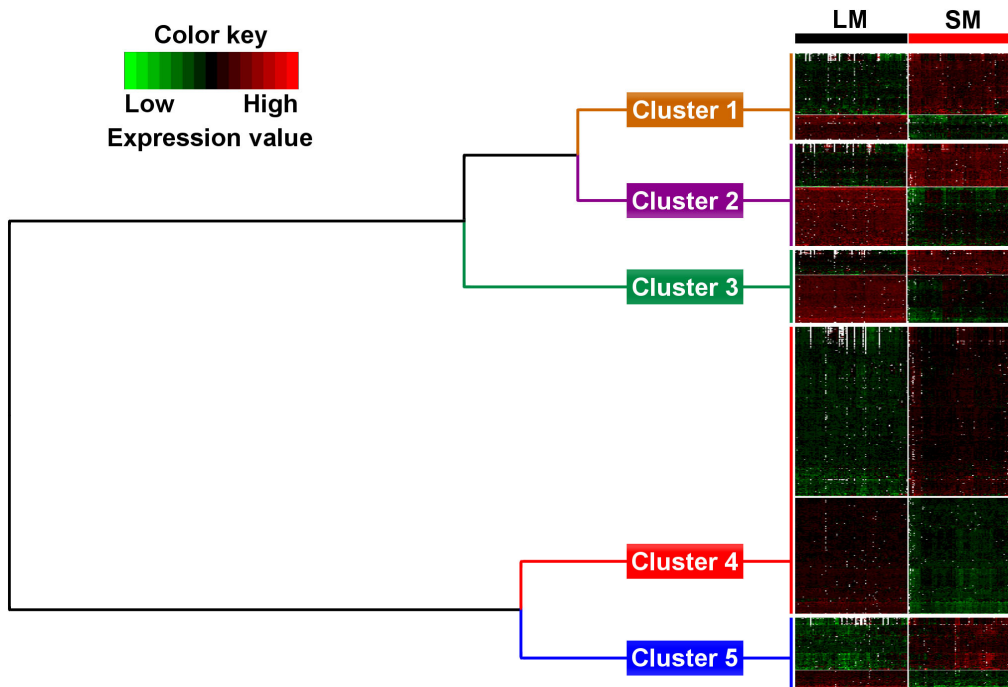 Color key
Low High
Expression value
LM SM
Cluster 1
Cluster 2
Cluster 3
Cluster 4
Cluster 5